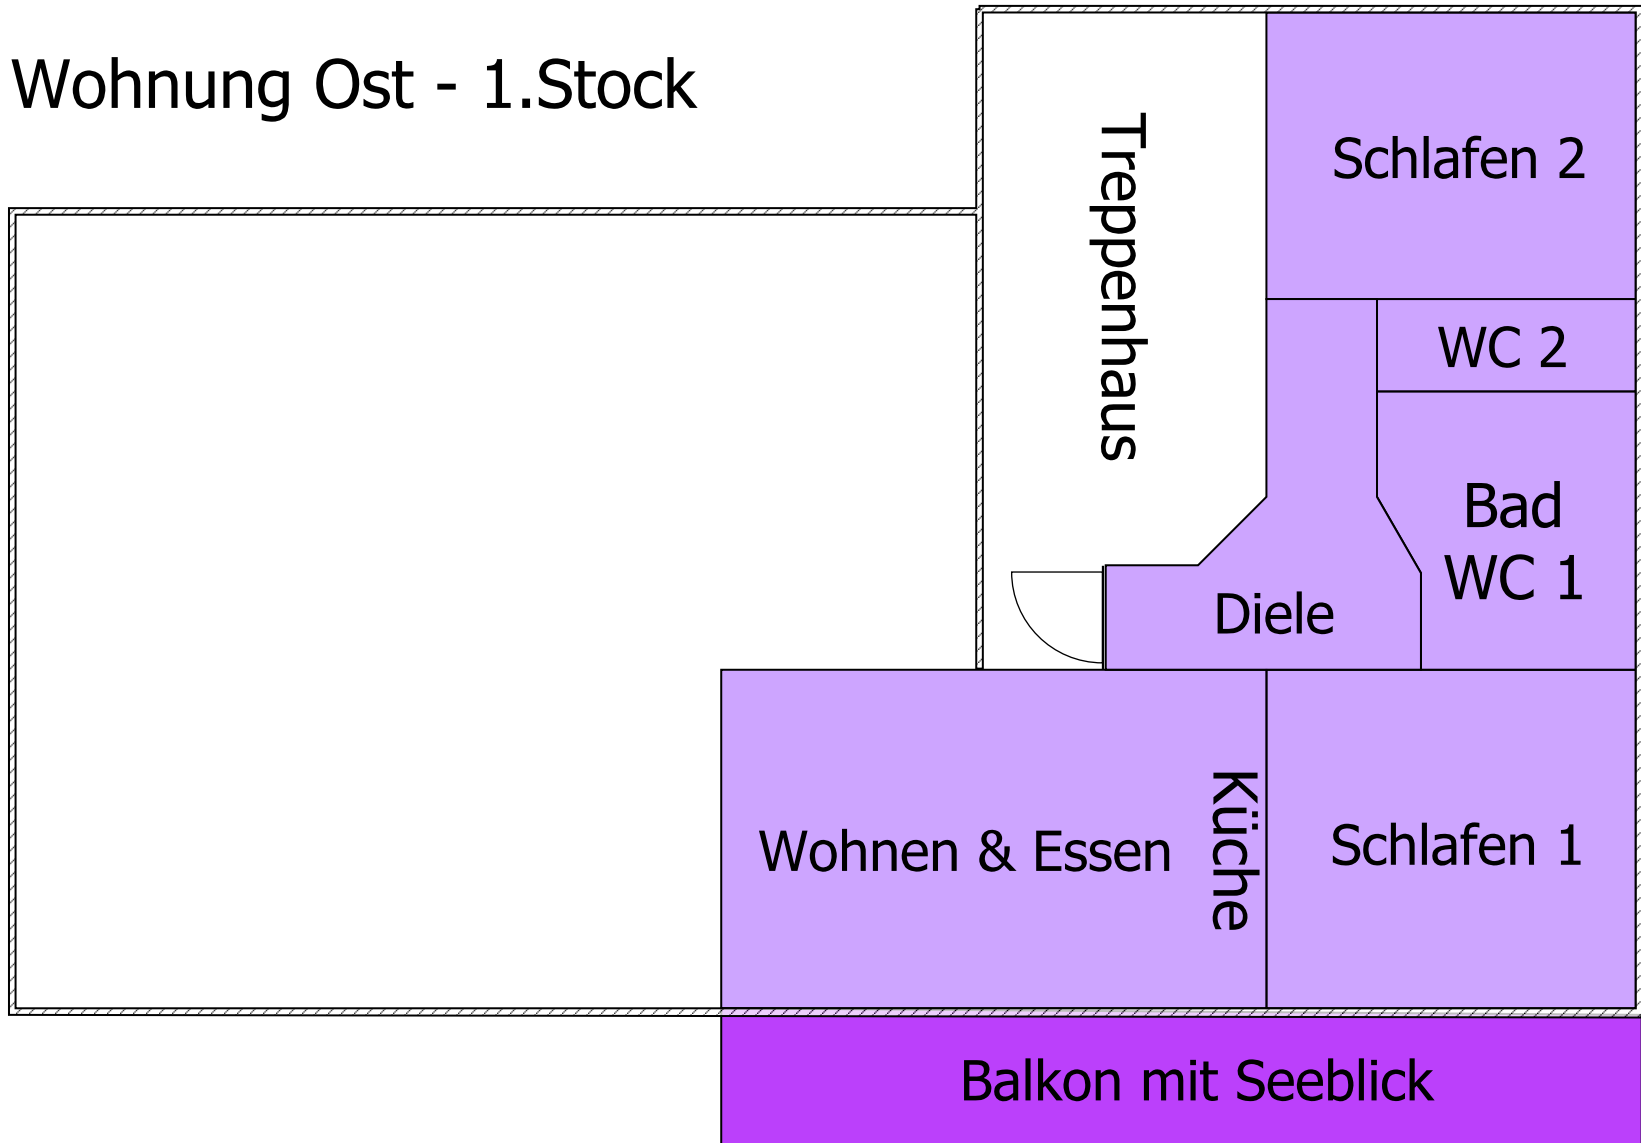 Wohnung Ost - 1.Stock
Treppenhaus
Schlafen 2
WC 2
Bad
WC 1
Diele
Wohnen & Essen
Küche
Schlafen 1
Balkon mit Seeblick